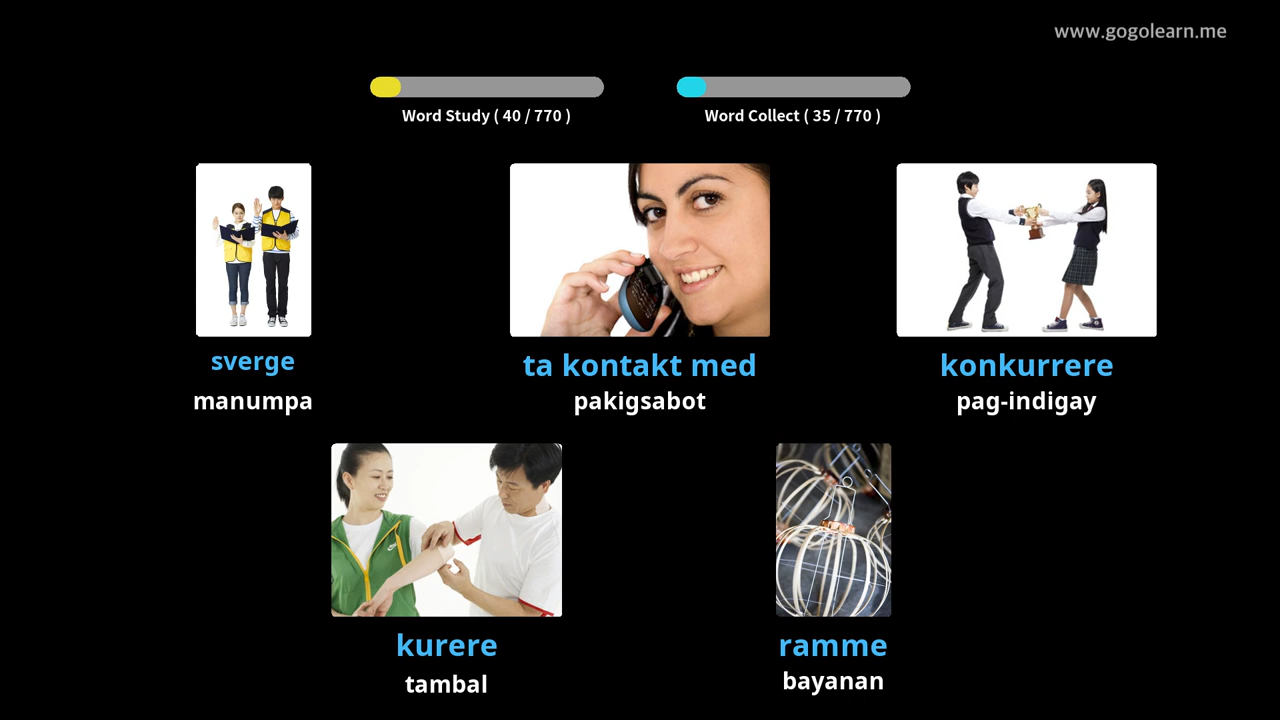 www.gogolearn.me
Word Study ( 40 / 770 )
Word Collect ( 35 / 770 )
sverge
manumpa
ta kontakt med
pakigsabot
konkurrere
pag-indigay
kurere
tambal
ramme
bayanan